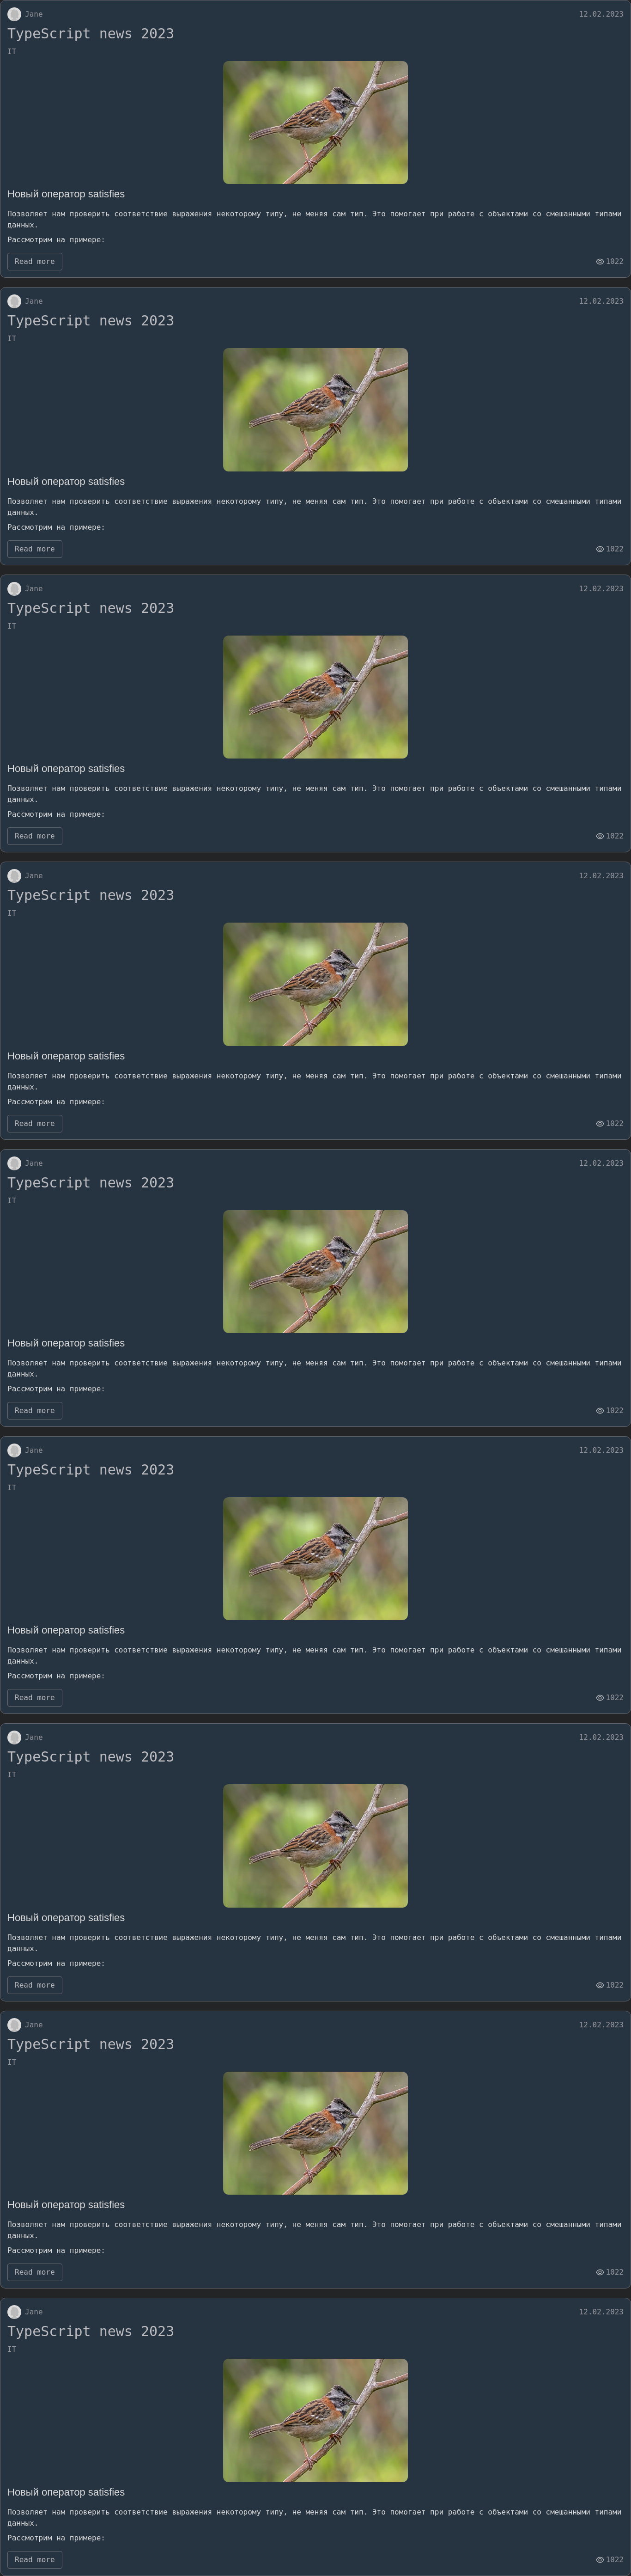 Jane 12.02.2023
TypeScript news 2023
IT
Новый оператор satisfies
Позволяет нам проверить соответствие выражения некоторому типу, не меняя сам тип. Это помогает при работе с объектами со смешанными типами
данных.
Рассмотрим на примере:
Read more 1022
Jane 12.02.2023
TypeScript news 2023
IT
Новый оператор satisfies
Позволяет нам проверить соответствие выражения некоторому типу, не меняя сам тип. Это помогает при работе с объектами со смешанными типами
данных.
Рассмотрим на примере:
Read more 1022
Jane 12.02.2023
TypeScript news 2023
IT
Новый оператор satisfies
Позволяет нам проверить соответствие выражения некоторому типу, не меняя сам тип. Это помогает при работе с объектами со смешанными типами
данных.
Рассмотрим на примере:
Read more 1022
Jane 12.02.2023
TypeScript news 2023
IT
Новый оператор satisfies
Позволяет нам проверить соответствие выражения некоторому типу, не меняя сам тип. Это помогает при работе с объектами со смешанными типами
данных.
Рассмотрим на примере:
Read more 1022
Jane 12.02.2023
TypeScript news 2023
IT
Новый оператор satisfies
Позволяет нам проверить соответствие выражения некоторому типу, не меняя сам тип. Это помогает при работе с объектами со смешанными типами
данных.
Рассмотрим на примере:
Read more 1022
Jane 12.02.2023
TypeScript news 2023
IT
Новый оператор satisfies
Позволяет нам проверить соответствие выражения некоторому типу, не меняя сам тип. Это помогает при работе с объектами со смешанными типами
данных.
Рассмотрим на примере:
Read more 1022
Jane 12.02.2023
TypeScript news 2023
IT
Новый оператор satisfies
Позволяет нам проверить соответствие выражения некоторому типу, не меняя сам тип. Это помогает при работе с объектами со смешанными типами
данных.
Рассмотрим на примере:
Read more 1022
Jane 12.02.2023
TypeScript news 2023
IT
Новый оператор satisfies
Позволяет нам проверить соответствие выражения некоторому типу, не меняя сам тип. Это помогает при работе с объектами со смешанными типами
данных.
Рассмотрим на примере:
Read more 1022
Jane 12.02.2023
TypeScript news 2023
IT
Новый оператор satisfies
Позволяет нам проверить соответствие выражения некоторому типу, не меняя сам тип. Это помогает при работе с объектами со смешанными типами
данных.
Рассмотрим на примере:
Read more 1022